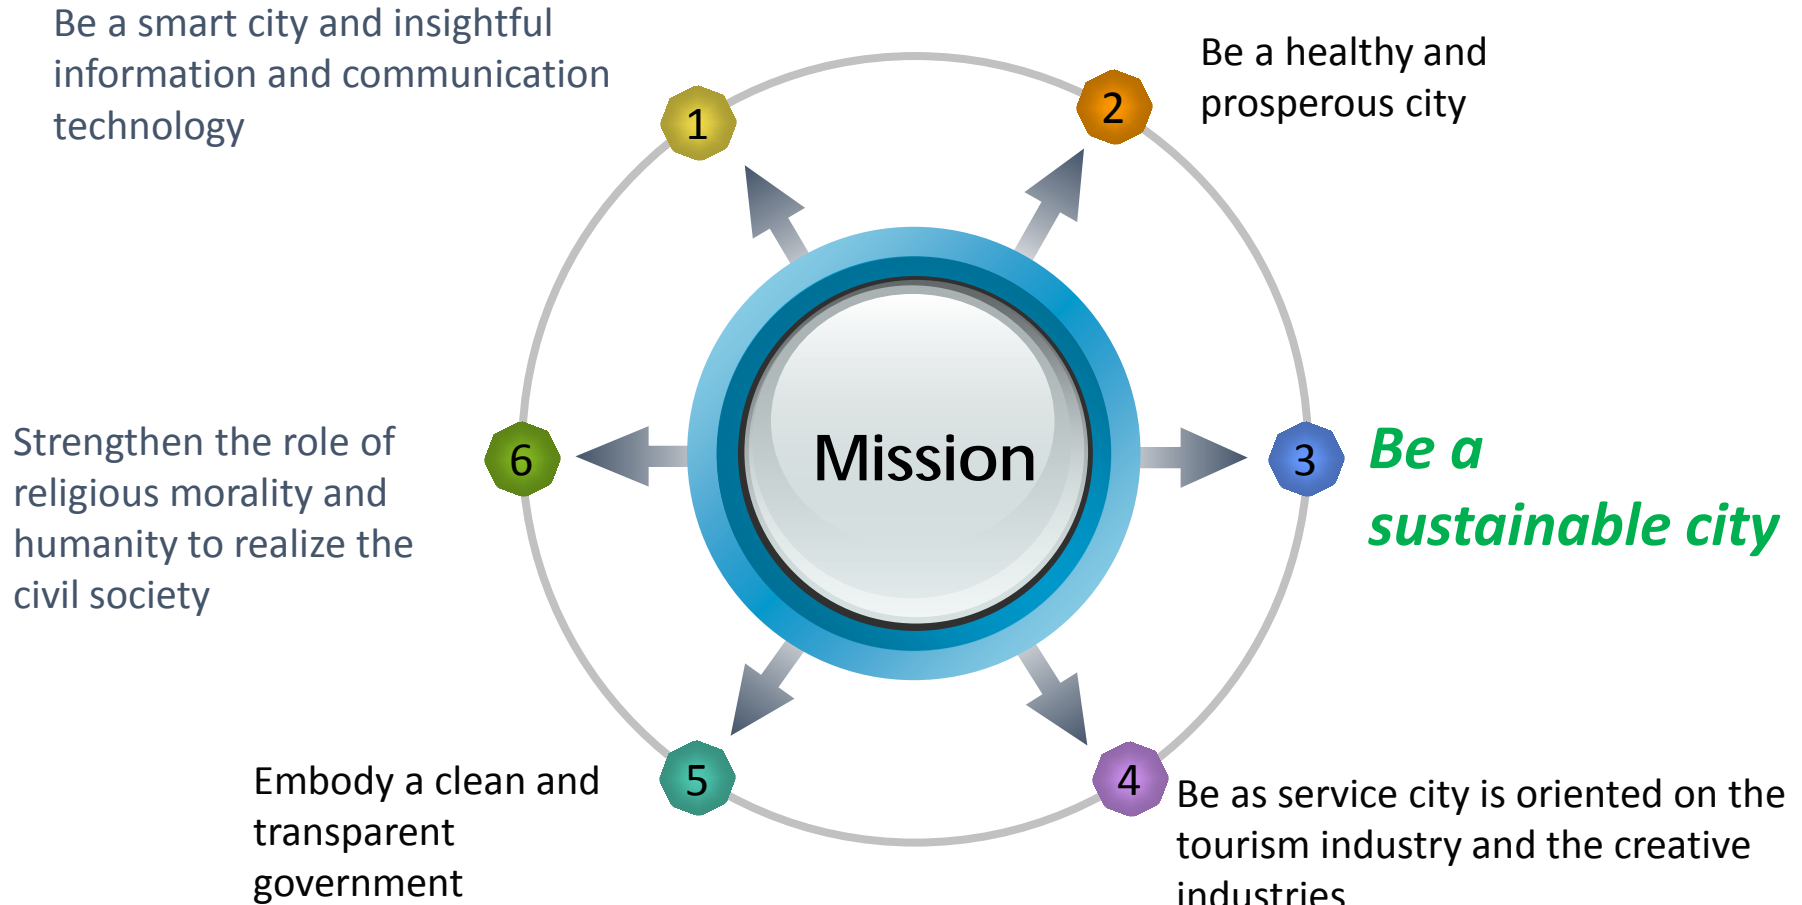 Be a smart city and insightful
information and communication
technology
1
2
Be a healthy and
prosperous city
Strengthen the role of
religious morality and
humanity to realize the
civil society
6
Mission
3
Be a
sustainable city
Embody a clean and
transparent
government
5
4
Be as service city is oriented on the
tourism industry and the creative
industries